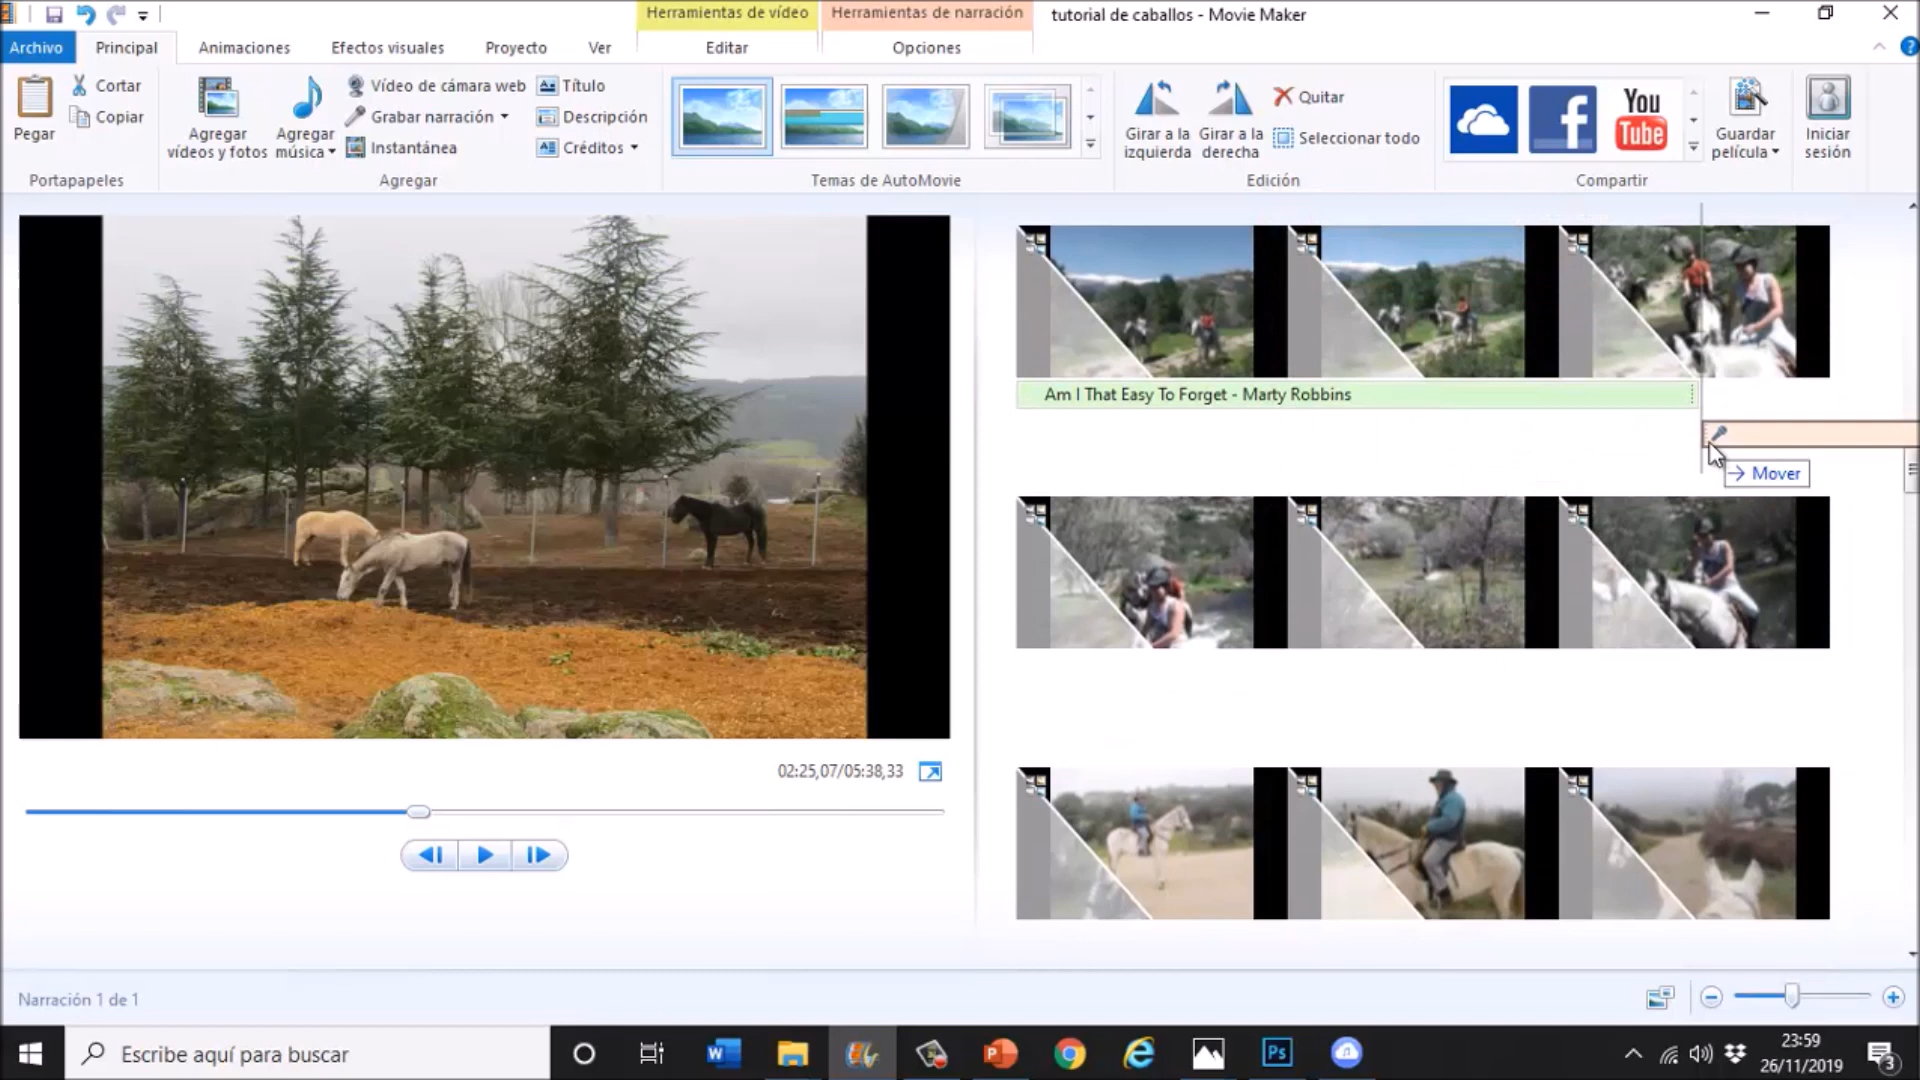 Herramientas de vídeo
Herramientas de narración
tutorial de caballos - Movie Maker
Archivo
Principal
Animaciones
Efectos visuales
Proyecto
Ver
Editar
Opciones
?
Pegar
Cortar
Copiar
Portapapeles
Agregar
vídeos y fotos
Agregar
música
Vídeo de cámara web
Grabar narración
Instantánea
Título
Descripción
Créditos
Agregar
Temas de AutoMovie
Girar a la
izquierda
Girar a la
derecha
Quitar
Seleccionar todo
Edición
f
You
Tube
Compartir
Guardar
película
Iniciar
sesión
Am I That Easy To Forget - Marty Robbins
Mover
02:25,07/05:38,33
Narración 1 de 1
Escribe aquí para buscar
W
P
e
Ps
23:59
26/11/2019
3